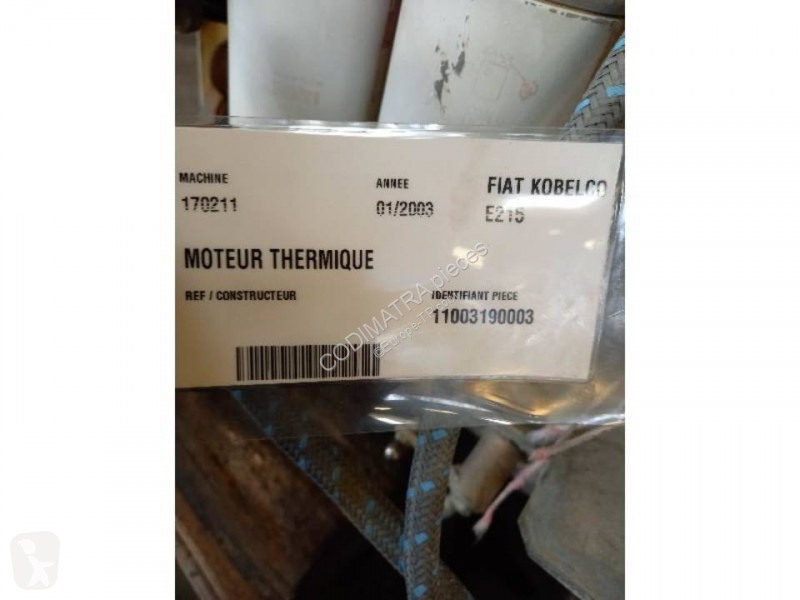 MACHINE ANNEE FIAT KOBELCO
170211 01/2003 E215
MOTEUR THERMIQUE
REF / CONSTRUCTEUR IDENTIFIANT PIECE
11003190003
CODIMATRA pieces